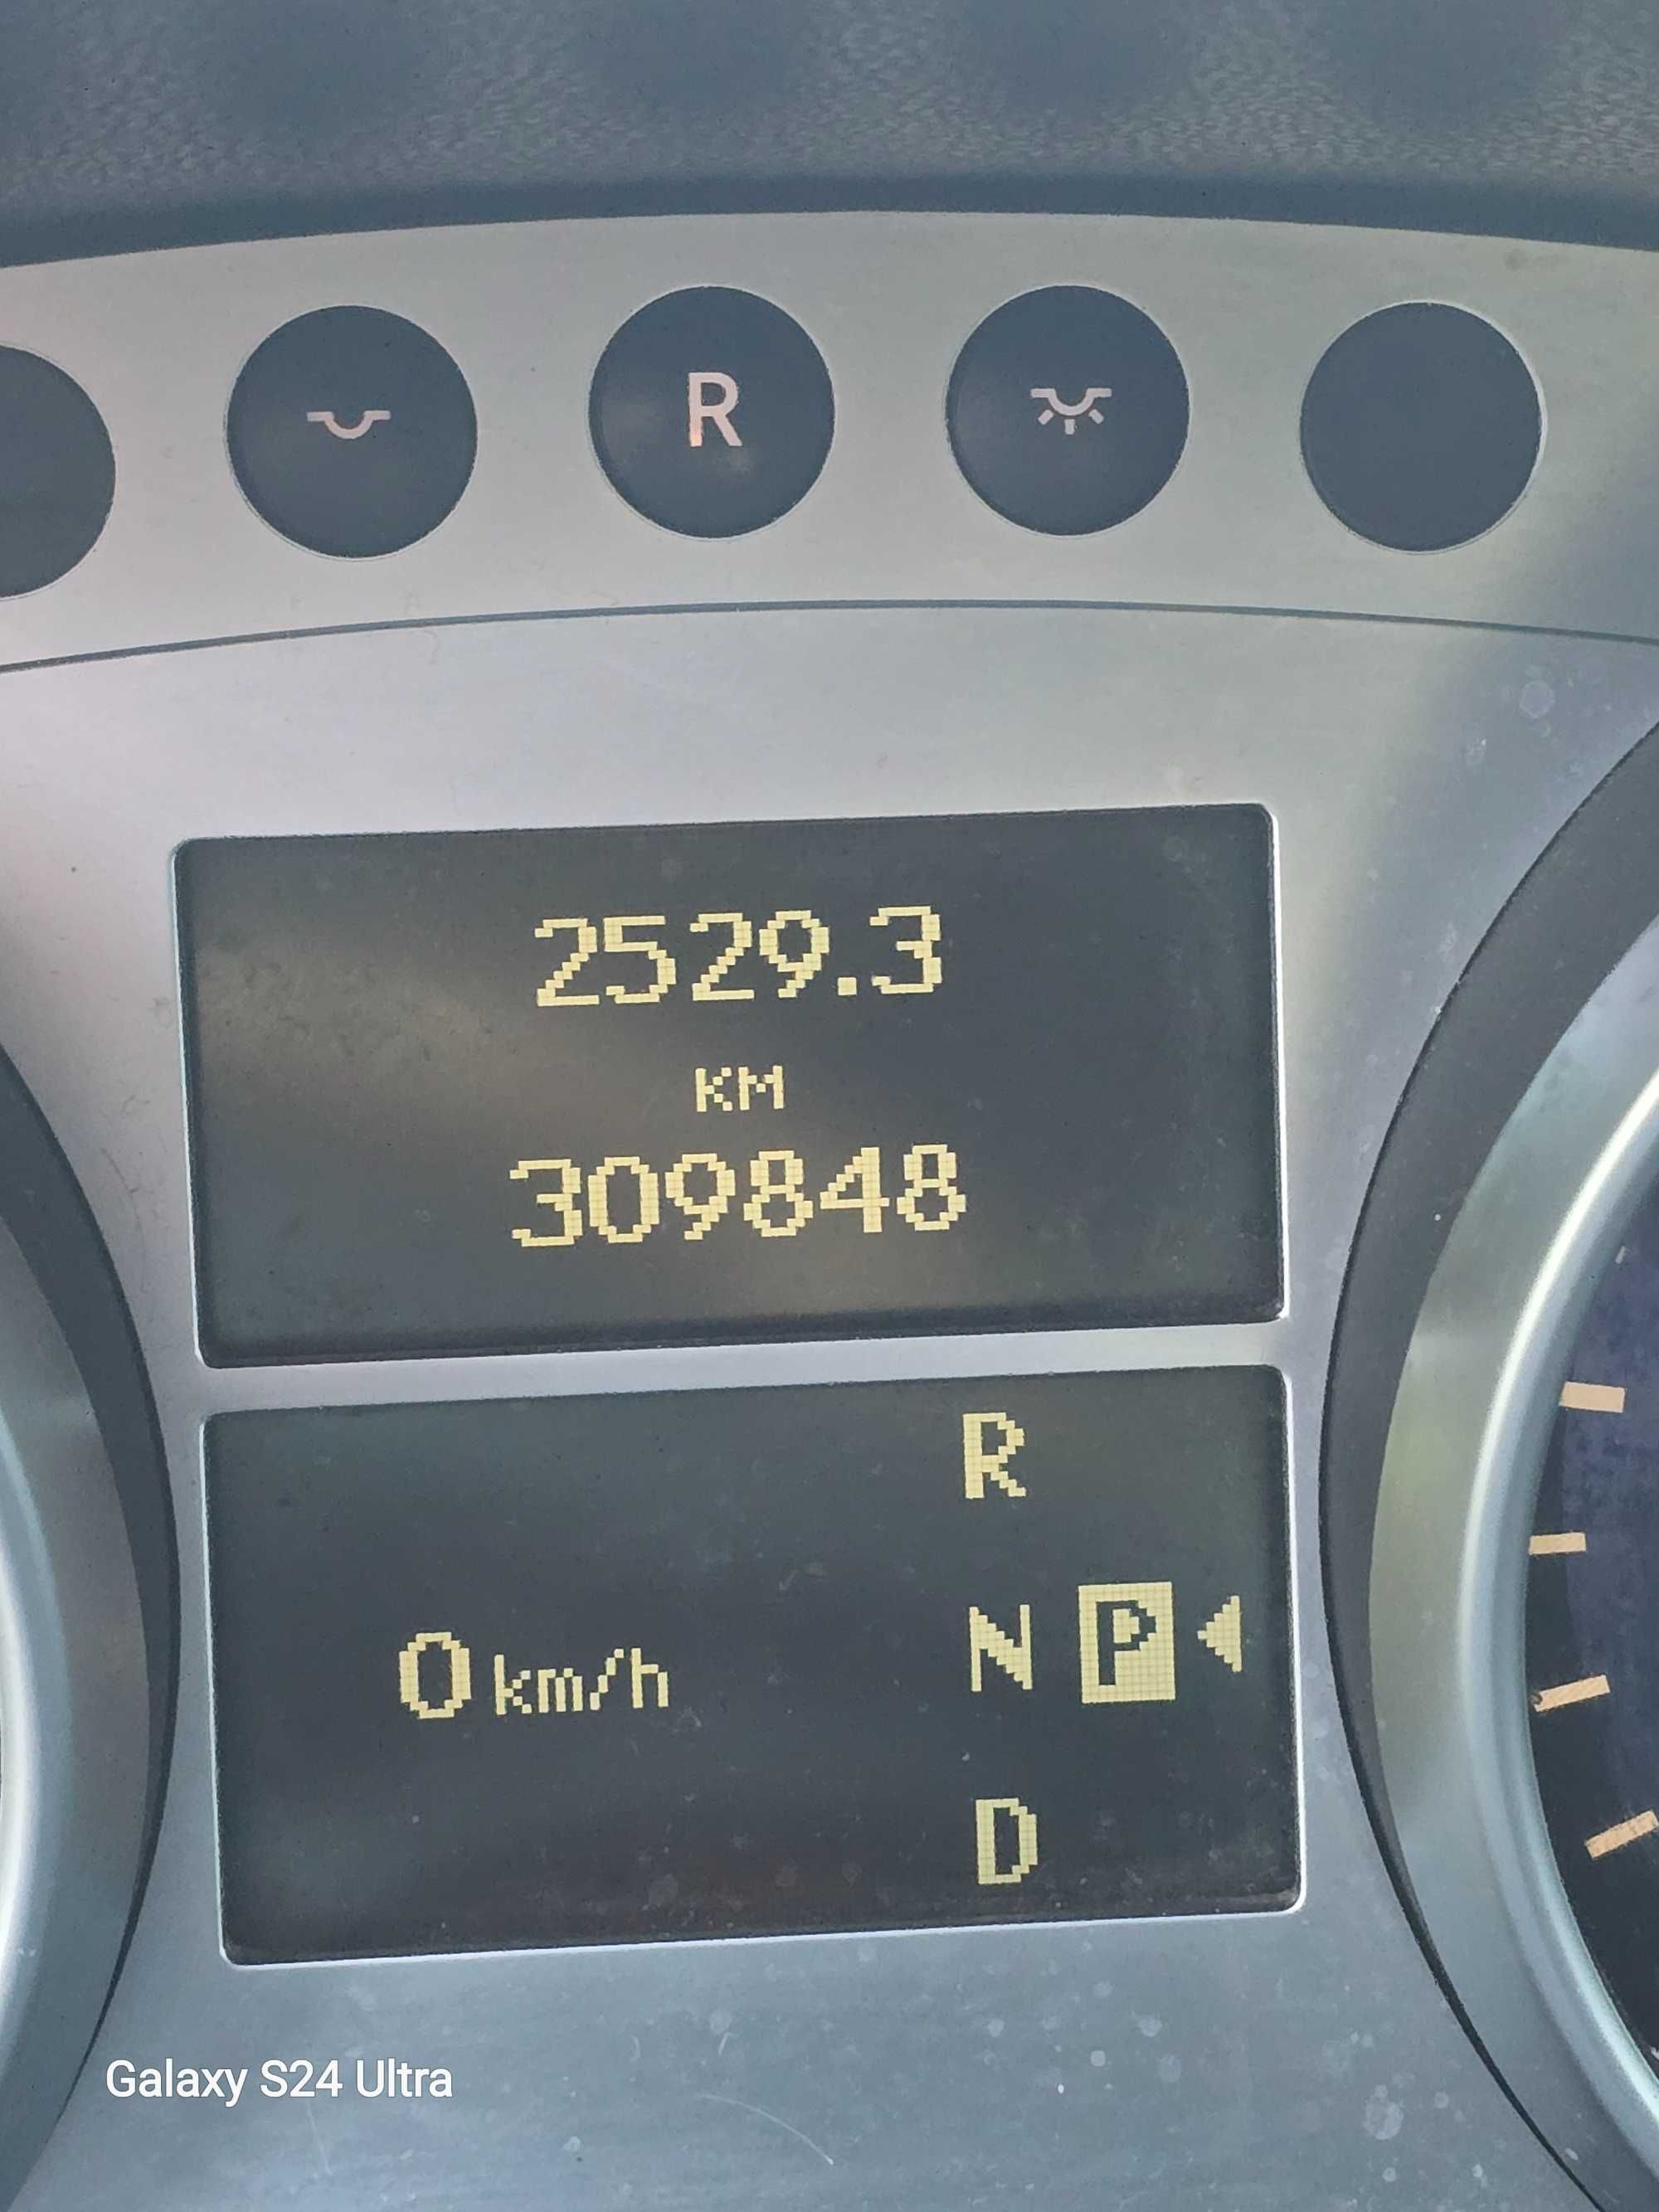 R
2529.3
KM
309848
R
0 km/h N P
D
Galaxy S24 Ultra